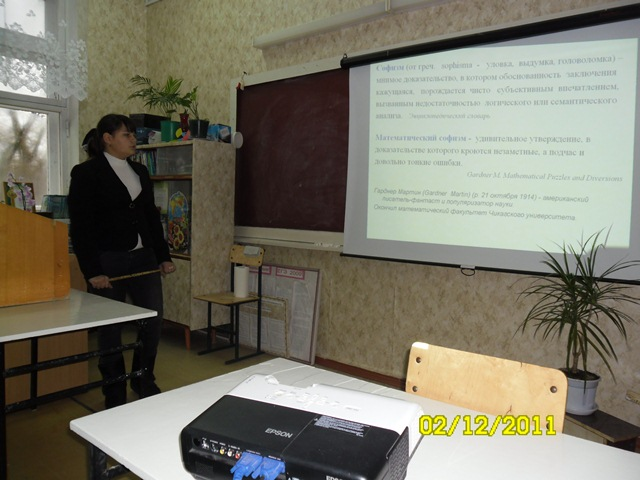 Софизм (от греч. sophisma - уловка, выдумка, головоломка) –
мнимое доказательство, в котором обоснованность заключения
кажущаяся, порождается чисто субъективным впечатлением,
вызванным недостаточностью логического или семантического
анализа. Энциклопедический словарь.
Математический софизм - удивительное утверждение, в
доказательстве которого кроются незаметные, а подчас и
довольно тонкие ошибки.
Gardner M. Mathematical Puzzles and Diversions
Гарднер Мартин (Gardner Martin) (р. 21 октября 1914) - американский
писатель-фантаст и популяризатор науки.
Окончил математический факультет Чикагского университета.
EPSON
EPSON
02/12/2011